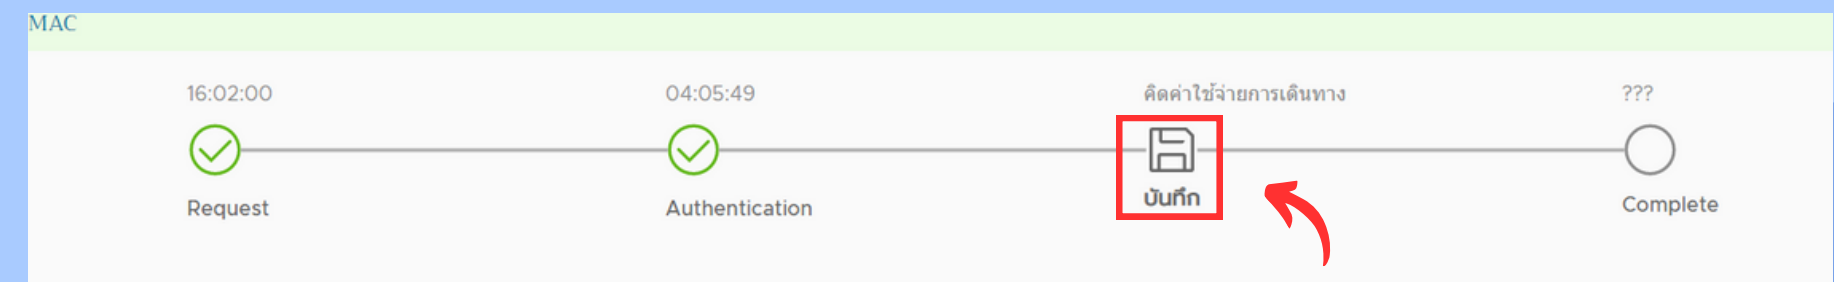 MAC
16:02:00 04:05:49 คิดค่าใช้จ่ายการเดินทาง ???
Request Authentication บันทึก Complete